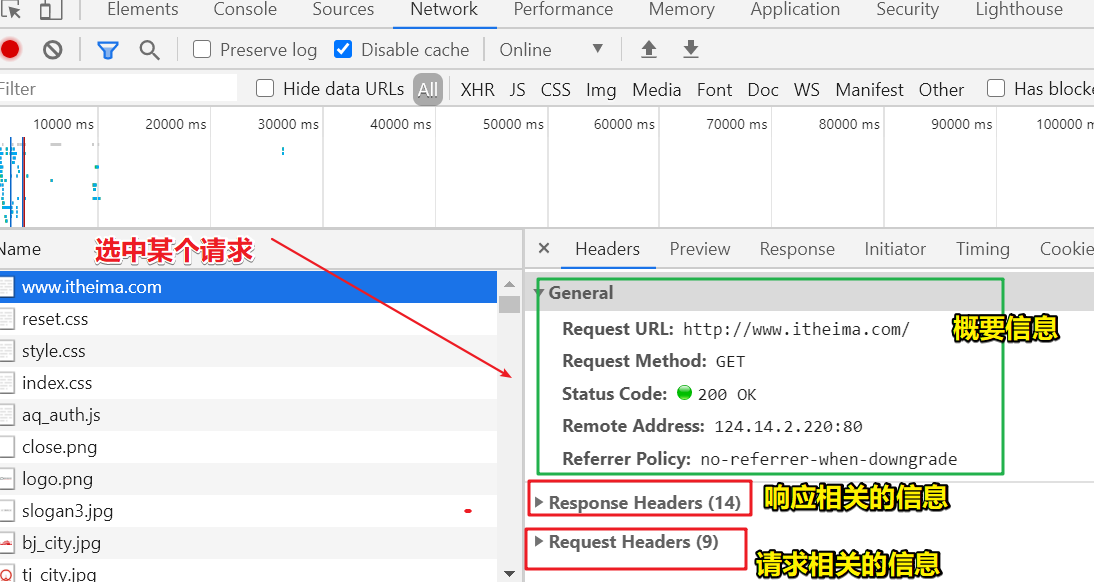 Elements Console Sources Network Performance Memory Application Security Lighthouse
Preserve log Disable cache Online
Filter Hide data URLs All XHR JS CSS Img Media Font Doc WS Manifest Other Has blocke
10000 ms 20000 ms 30000 ms 40000 ms 50000 ms 60000 ms 70000 ms 80000 ms 90000 ms 100000 m
Name
选中某个请求
www.itheima.com
reset.css
style.css
index.css
aq_auth.js
close.png
logo.png
slogan3.jpg
bj_city.jpg
tj_city.jpg
× Headers Preview Response Initiator Timing Cookie
General
Request URL: http://www.itheima.com/
概要信息
Request Method: GET
Status Code: 200 OK
Remote Address: 124.14.2.220:80
Referrer Policy: no-referrer-when-downgrade
Response Headers (14)
响应相关的信息
Request Headers (9)
请求相关的信息